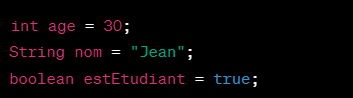 int age = 30;
String nom = "Jean";
boolean estEtudiant = true;